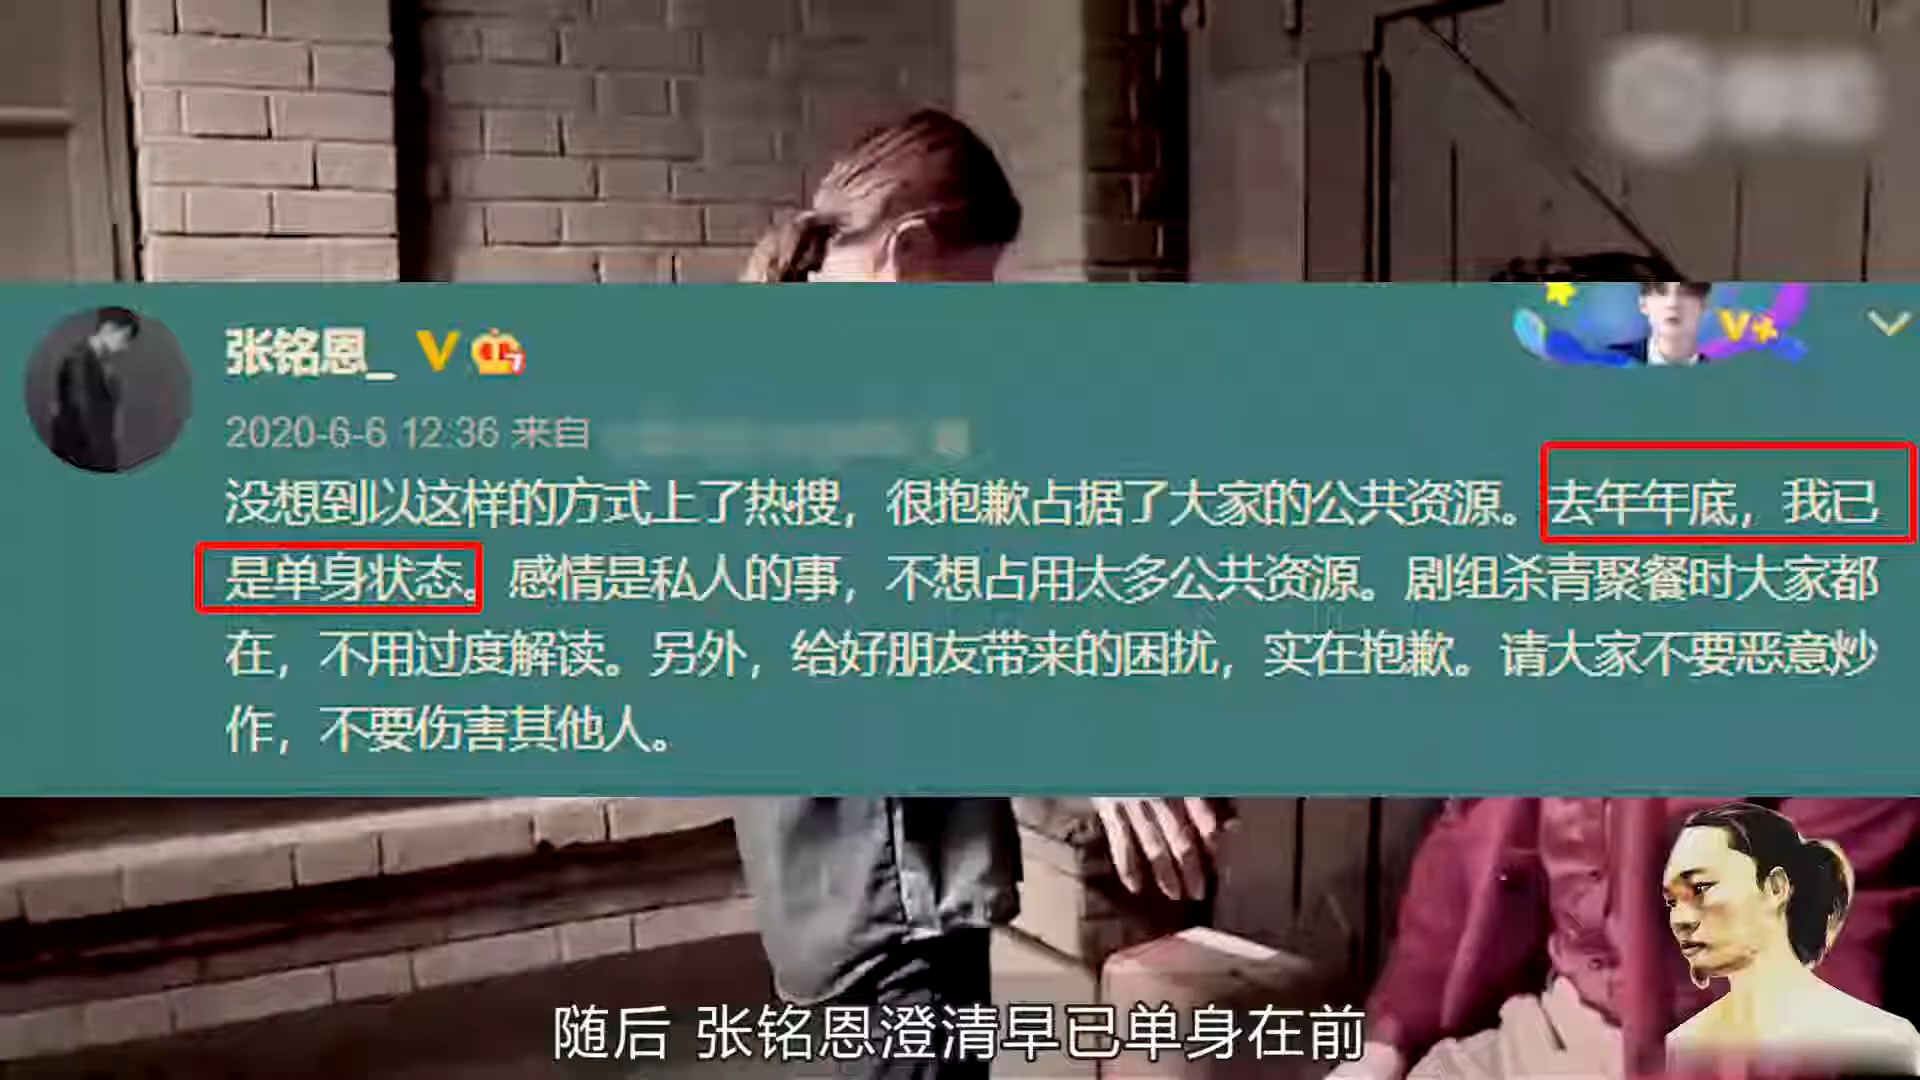 张铭恩_ V 7
V+
2020-6-6 12:36 来自
没想到以这样的方式上了热搜，很抱歉占据了大家的公共资源。去年年底，我已
是单身状态。感情是私人的事，不想占用太多公共资源。剧组杀青聚餐时大家都
在，不用过度解读。另外，给好朋友带来的困扰，实在抱歉。请大家不要恶意炒
作，不要伤害其他人。
随后 张铭恩澄清早已单身在前